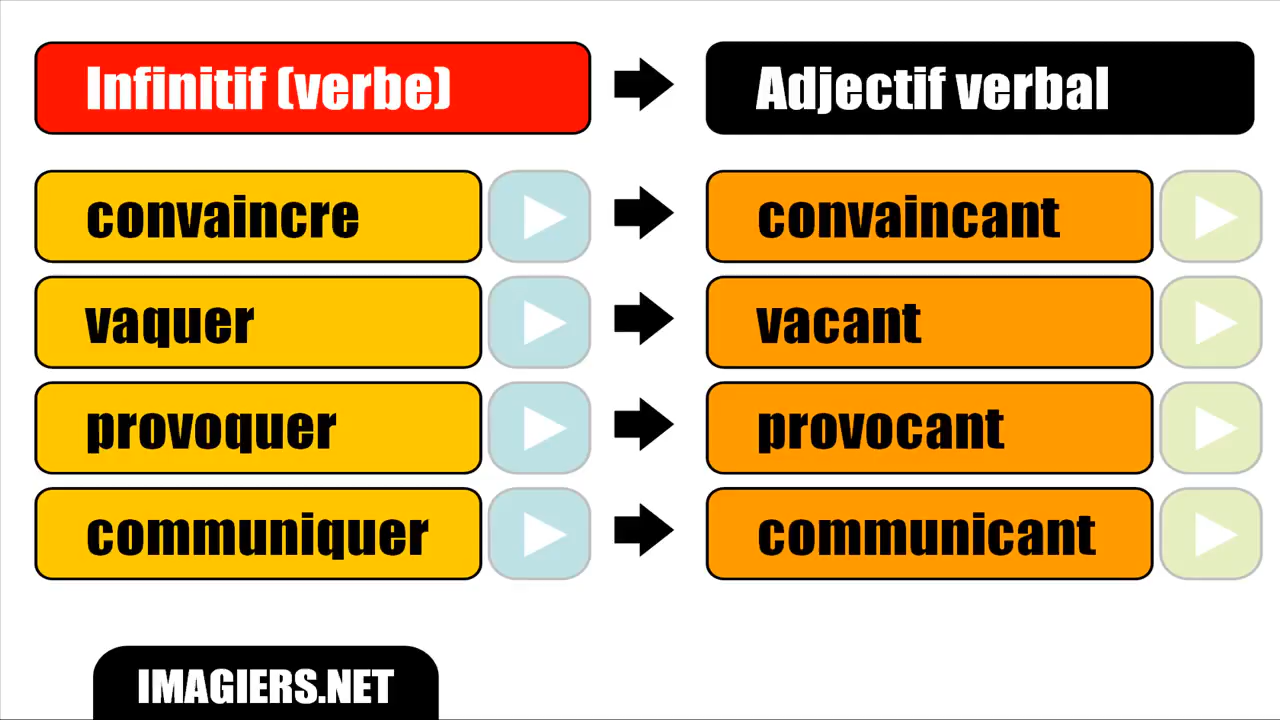 Infinitif (verbe)
Adjectif verbal
convaincre
convaincant
vaquer
vacant
provoquer
provocant
communiquer
communicant
IMAGIERS.NET